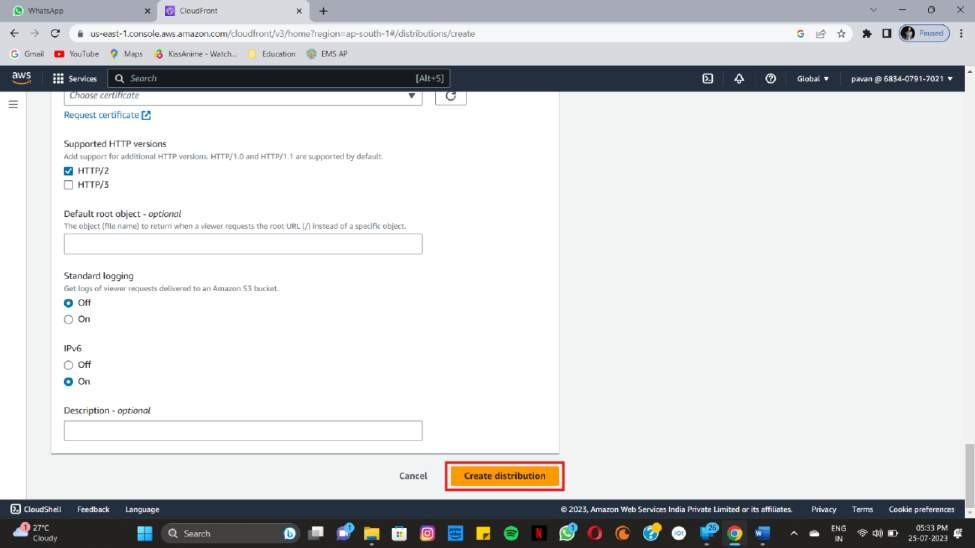 WhatsApp
CloudFront
us-east-1.console.aws.amazon.com/cloudfront/v3/home?region=ap-south-1#/distributions/create
Paused
Gmail
YouTube
Maps
KissAnime - Watch...
Education
EMS AP
aws
Services
Search
[Alt+S]
Global
pavan @ 6834-0791-7021
Choose certificate
Request certificate
Supported HTTP versions
Add support for additional HTTP versions. HTTP/1.0 and HTTP/1.1 are supported by default.
HTTP/2
HTTP/3
Default root object - optional
The object (file name) to return when a viewer requests the root URL (/) instead of a specific object.
Standard logging
Get logs of viewer requests delivered to an Amazon S3 bucket.
Off
On
IPv6
Off
On
Description - optional
Cancel
Create distribution
CloudShell
Feedback
Language
© 2023, Amazon Web Services India Private Limited or its affiliates.
Privacy
Terms
Cookie preferences
27°C
Cloudy
Search
ENG
IN
05:33 PM
25-07-2023